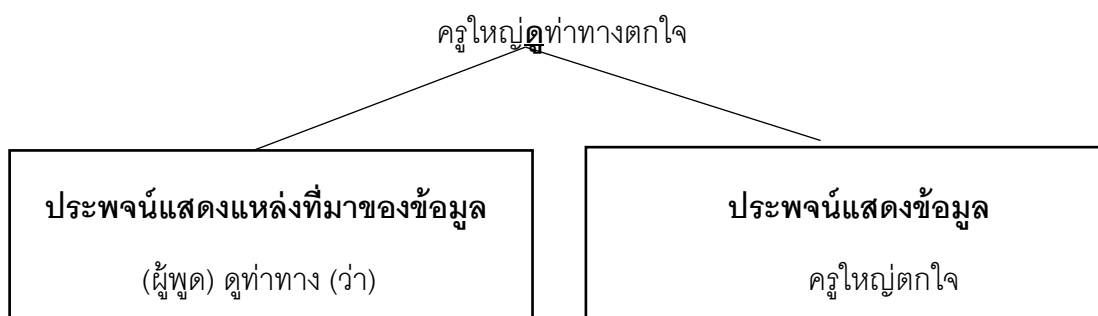 ครูใหญ่ดูท่าทางตกใจ
ประพจน์แสดงแหล่งที่มาของข้อมูล
(ผู้พูด) ดูท่าทาง (ว่า)
ประพจน์แสดงข้อมูล
ครูใหญ่ตกใจ